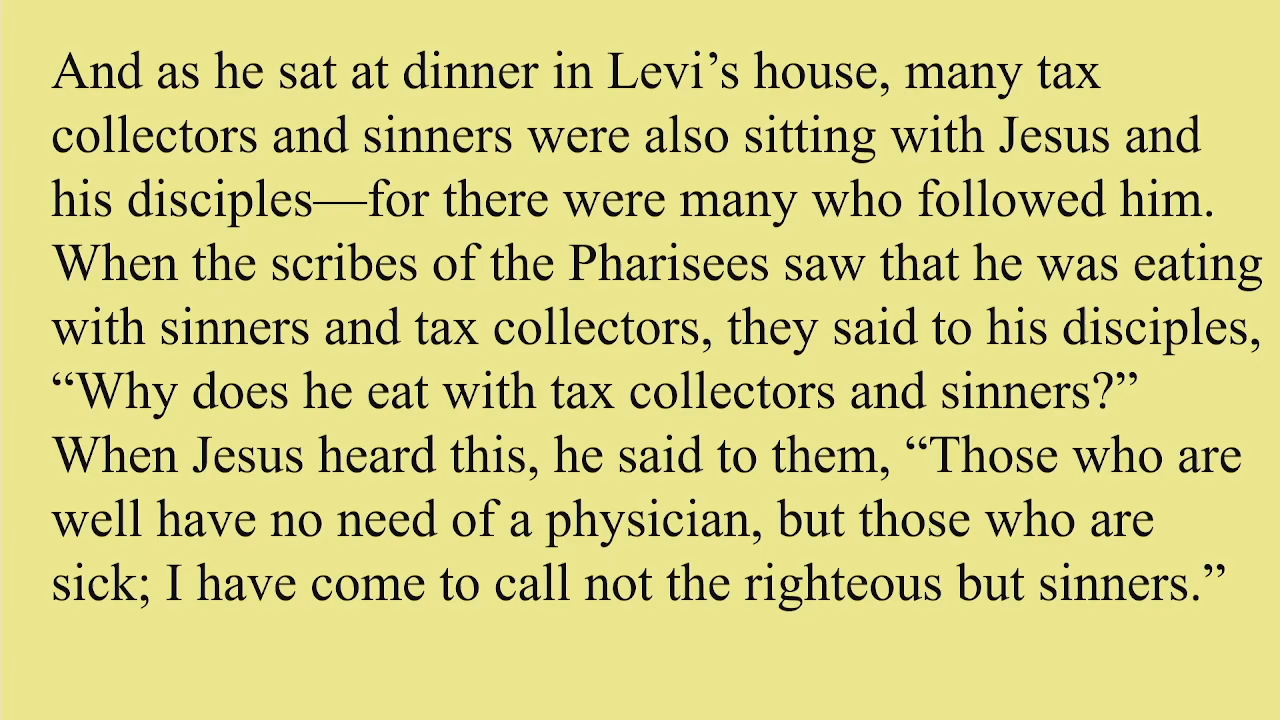 And as he sat at dinner in Levi’s house, many tax
collectors and sinners were also sitting with Jesus and
his disciples—for there were many who followed him.
When the scribes of the Pharisees saw that he was eating
with sinners and tax collectors, they said to his disciples,
“Why does he eat with tax collectors and sinners?”
When Jesus heard this, he said to them, “Those who are
well have no need of a physician, but those who are
sick; I have come to call not the righteous but sinners.”